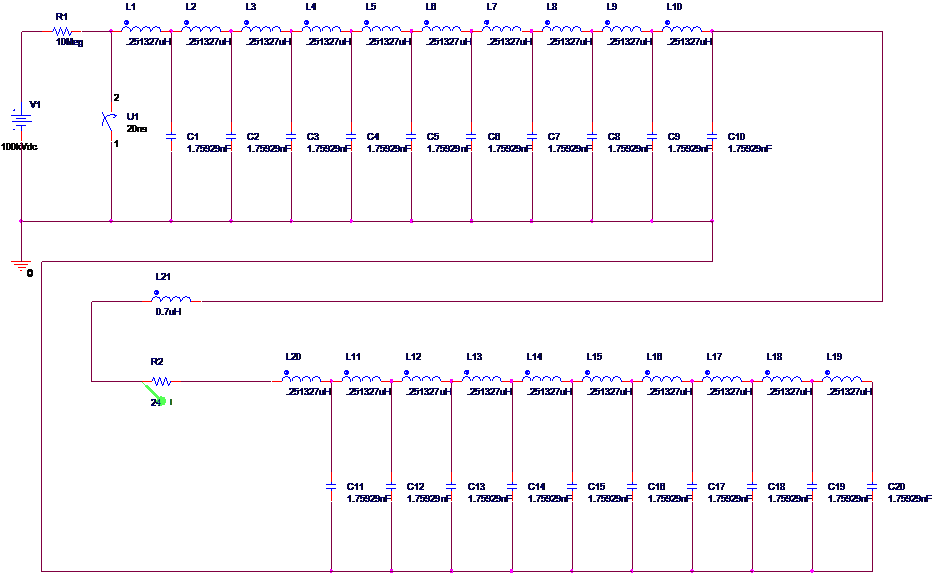 L1 L2 L3 L4 L5 L6 L7 L8 L9 L10
R1
10Meg .251327uH .251327uH .251327uH .251327uH .251327uH .251327uH .251327uH .251327uH .251327uH .251327uH
2
V1
U1
20ns
C1 C2 C3 C4 C5 C6 C7 C8 C9 C10
1
100kVdc 1.75929nF 1.75929nF 1.75929nF 1.75929nF 1.75929nF 1.75929nF 1.75929nF 1.75929nF 1.75929nF 1.75929nF
0
L21
0.7uH
R2 L20 L11 L12 L13 L14 L15 L16 L17 L18 L19
.251327uH .251327uH .251327uH .251327uH .251327uH .251327uH .251327uH .251327uH .251327uH .251327uH
24 I
C11 C12 C13 C14 C15 C16 C17 C18 C19 C20
1.75929nF 1.75929nF 1.75929nF 1.75929nF 1.75929nF 1.75929nF 1.75929nF 1.75929nF 1.75929nF 1.75929nF